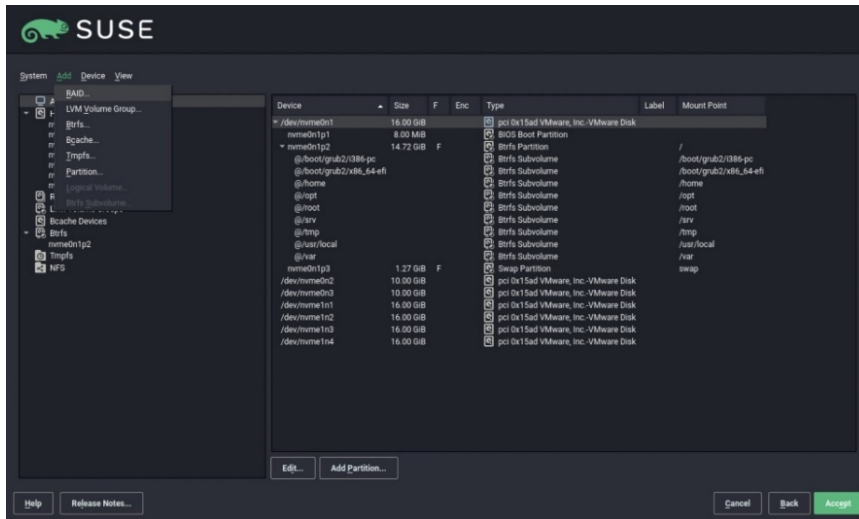 SUSE
System Add Device View
RAID...
LVM Volume Group...
Btrfs...
Bcache...
Tmpfs...
Partition...
Logical Volume...
Btrfs Subvolume...
Bcache Devices
Btrfs
nvme0n1p2
Tmpfs
NFS
Device Size F Enc Type Label Mount Point
/dev/nvme0n1 16.00 GiB pci 0x15ad VMware, Inc.-VMware Disk
nvme0n1p1 8.00 MiB BIOS Boot Partition
nvme0n1p2 14.72 GiB F Btrfs Partition /
@/boot/grub2/i386-pc Btrfs Subvolume /boot/grub2/i386-pc
@/boot/grub2/x86_64-efi Btrfs Subvolume /boot/grub2/x86_64-efi
@/home Btrfs Subvolume /home
@/opt Btrfs Subvolume /opt
@/root Btrfs Subvolume /root
@/srv Btrfs Subvolume /srv
@/tmp Btrfs Subvolume /tmp
@/usr/local Btrfs Subvolume /usr/local
@/var Btrfs Subvolume /var
nvme0n1p3 1.27 GiB F Swap Partition swap
/dev/nvme0n2 10.00 GiB pci 0x15ad VMware, Inc.-VMware Disk
/dev/nvme0n3 10.00 GiB pci 0x15ad VMware, Inc.-VMware Disk
/dev/nvme1n1 16.00 GiB pci 0x15ad VMware, Inc.-VMware Disk
/dev/nvme1n2 16.00 GiB pci 0x15ad VMware, Inc.-VMware Disk
/dev/nvme1n3 16.00 GiB pci 0x15ad VMware, Inc.-VMware Disk
/dev/nvme1n4 16.00 GiB pci 0x15ad VMware, Inc.-VMware Disk
Edit... Add Partition...
Help Release Notes... Cancel Back Accept